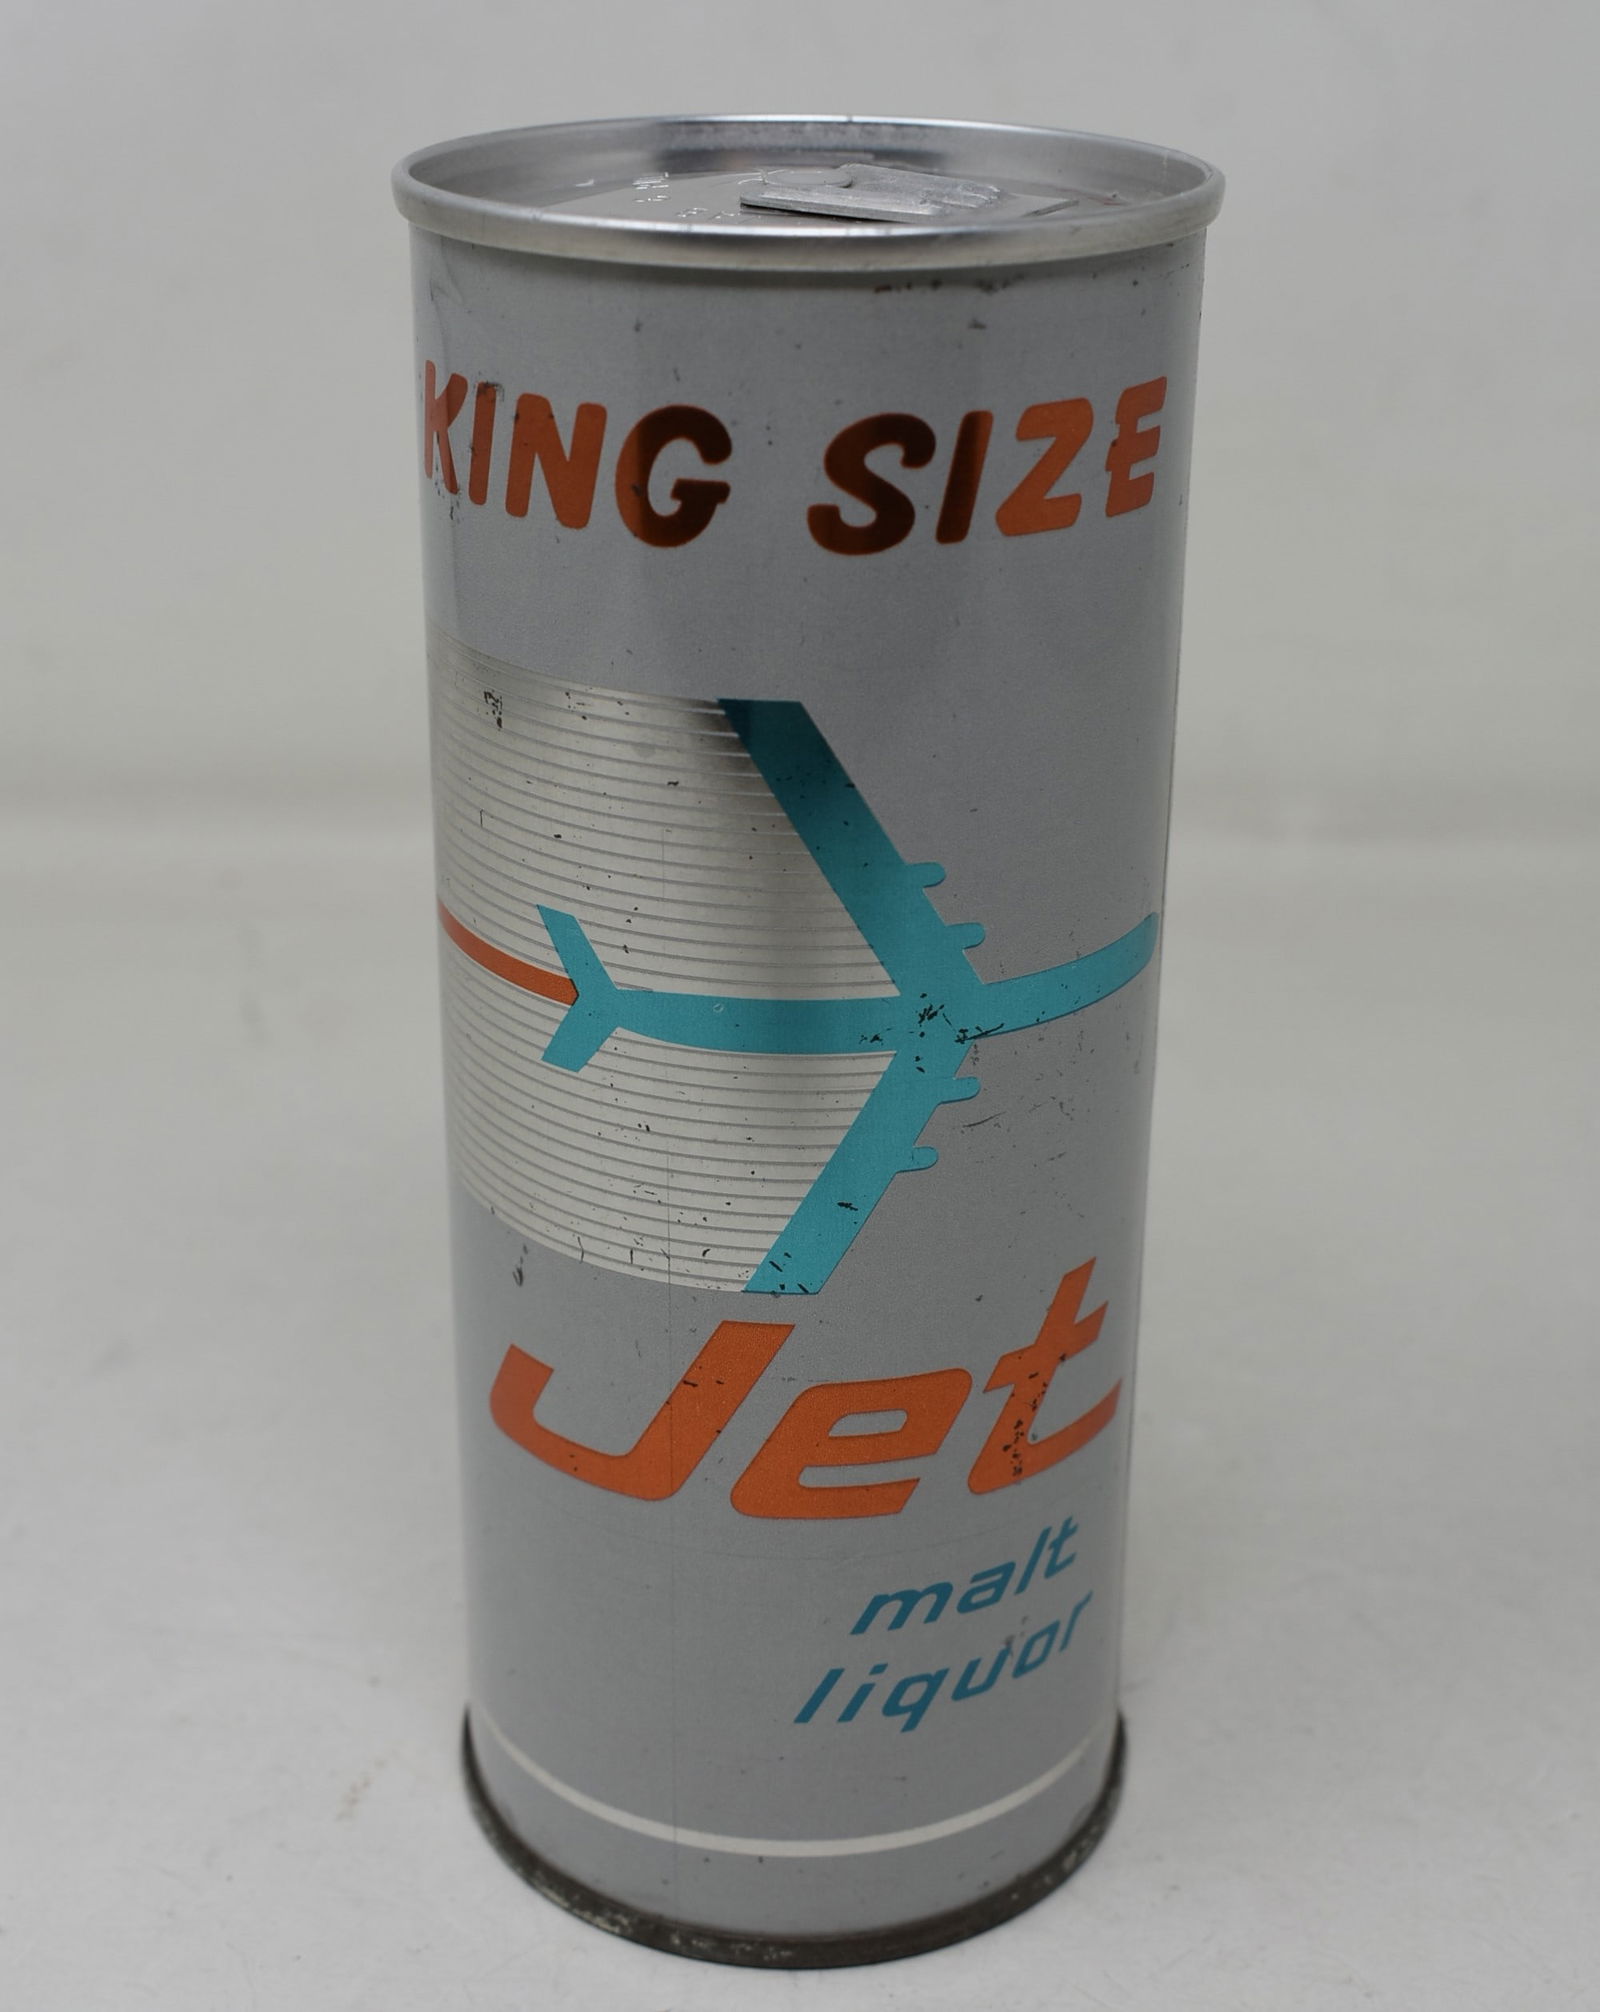 KING SIZE
Jet
malt
liquor